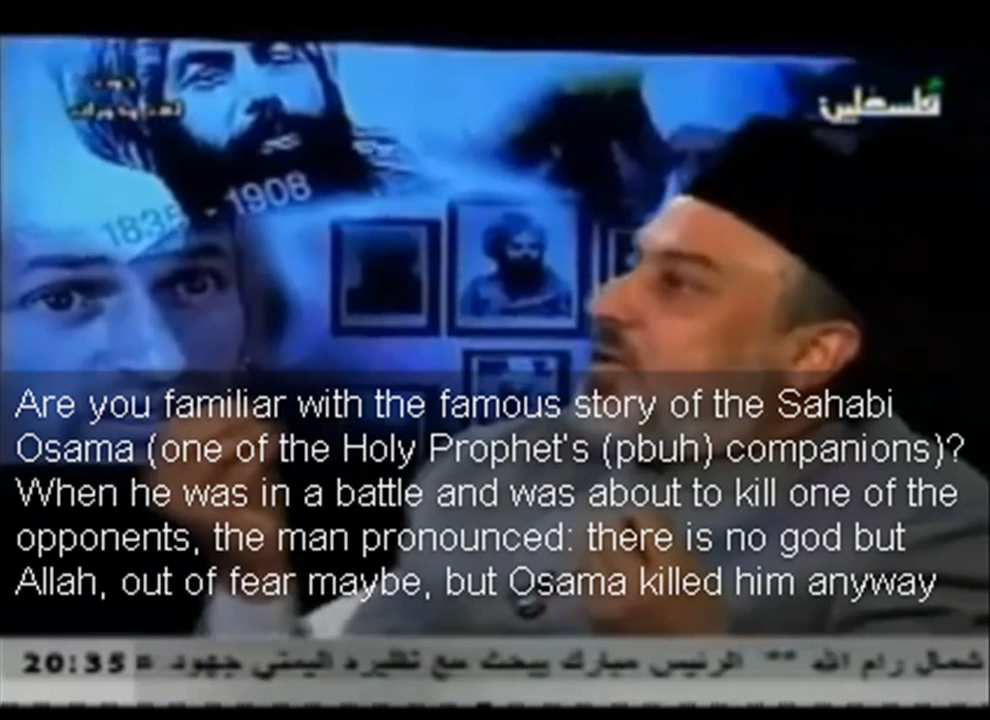 فلسطين
1835 - 1908
Are you familiar with the famous story of the Sahabi
Osama (one of the Holy Prophet's (pbuh) companions)?
When he was in a battle and was about to kill one of the
opponents, the man pronounced: there is no god but
Allah, out of fear maybe, but Osama killed him anyway
شمال رام الله ** الرئيس مبارك يبحث مع نظيره اليمني جهود
20:35